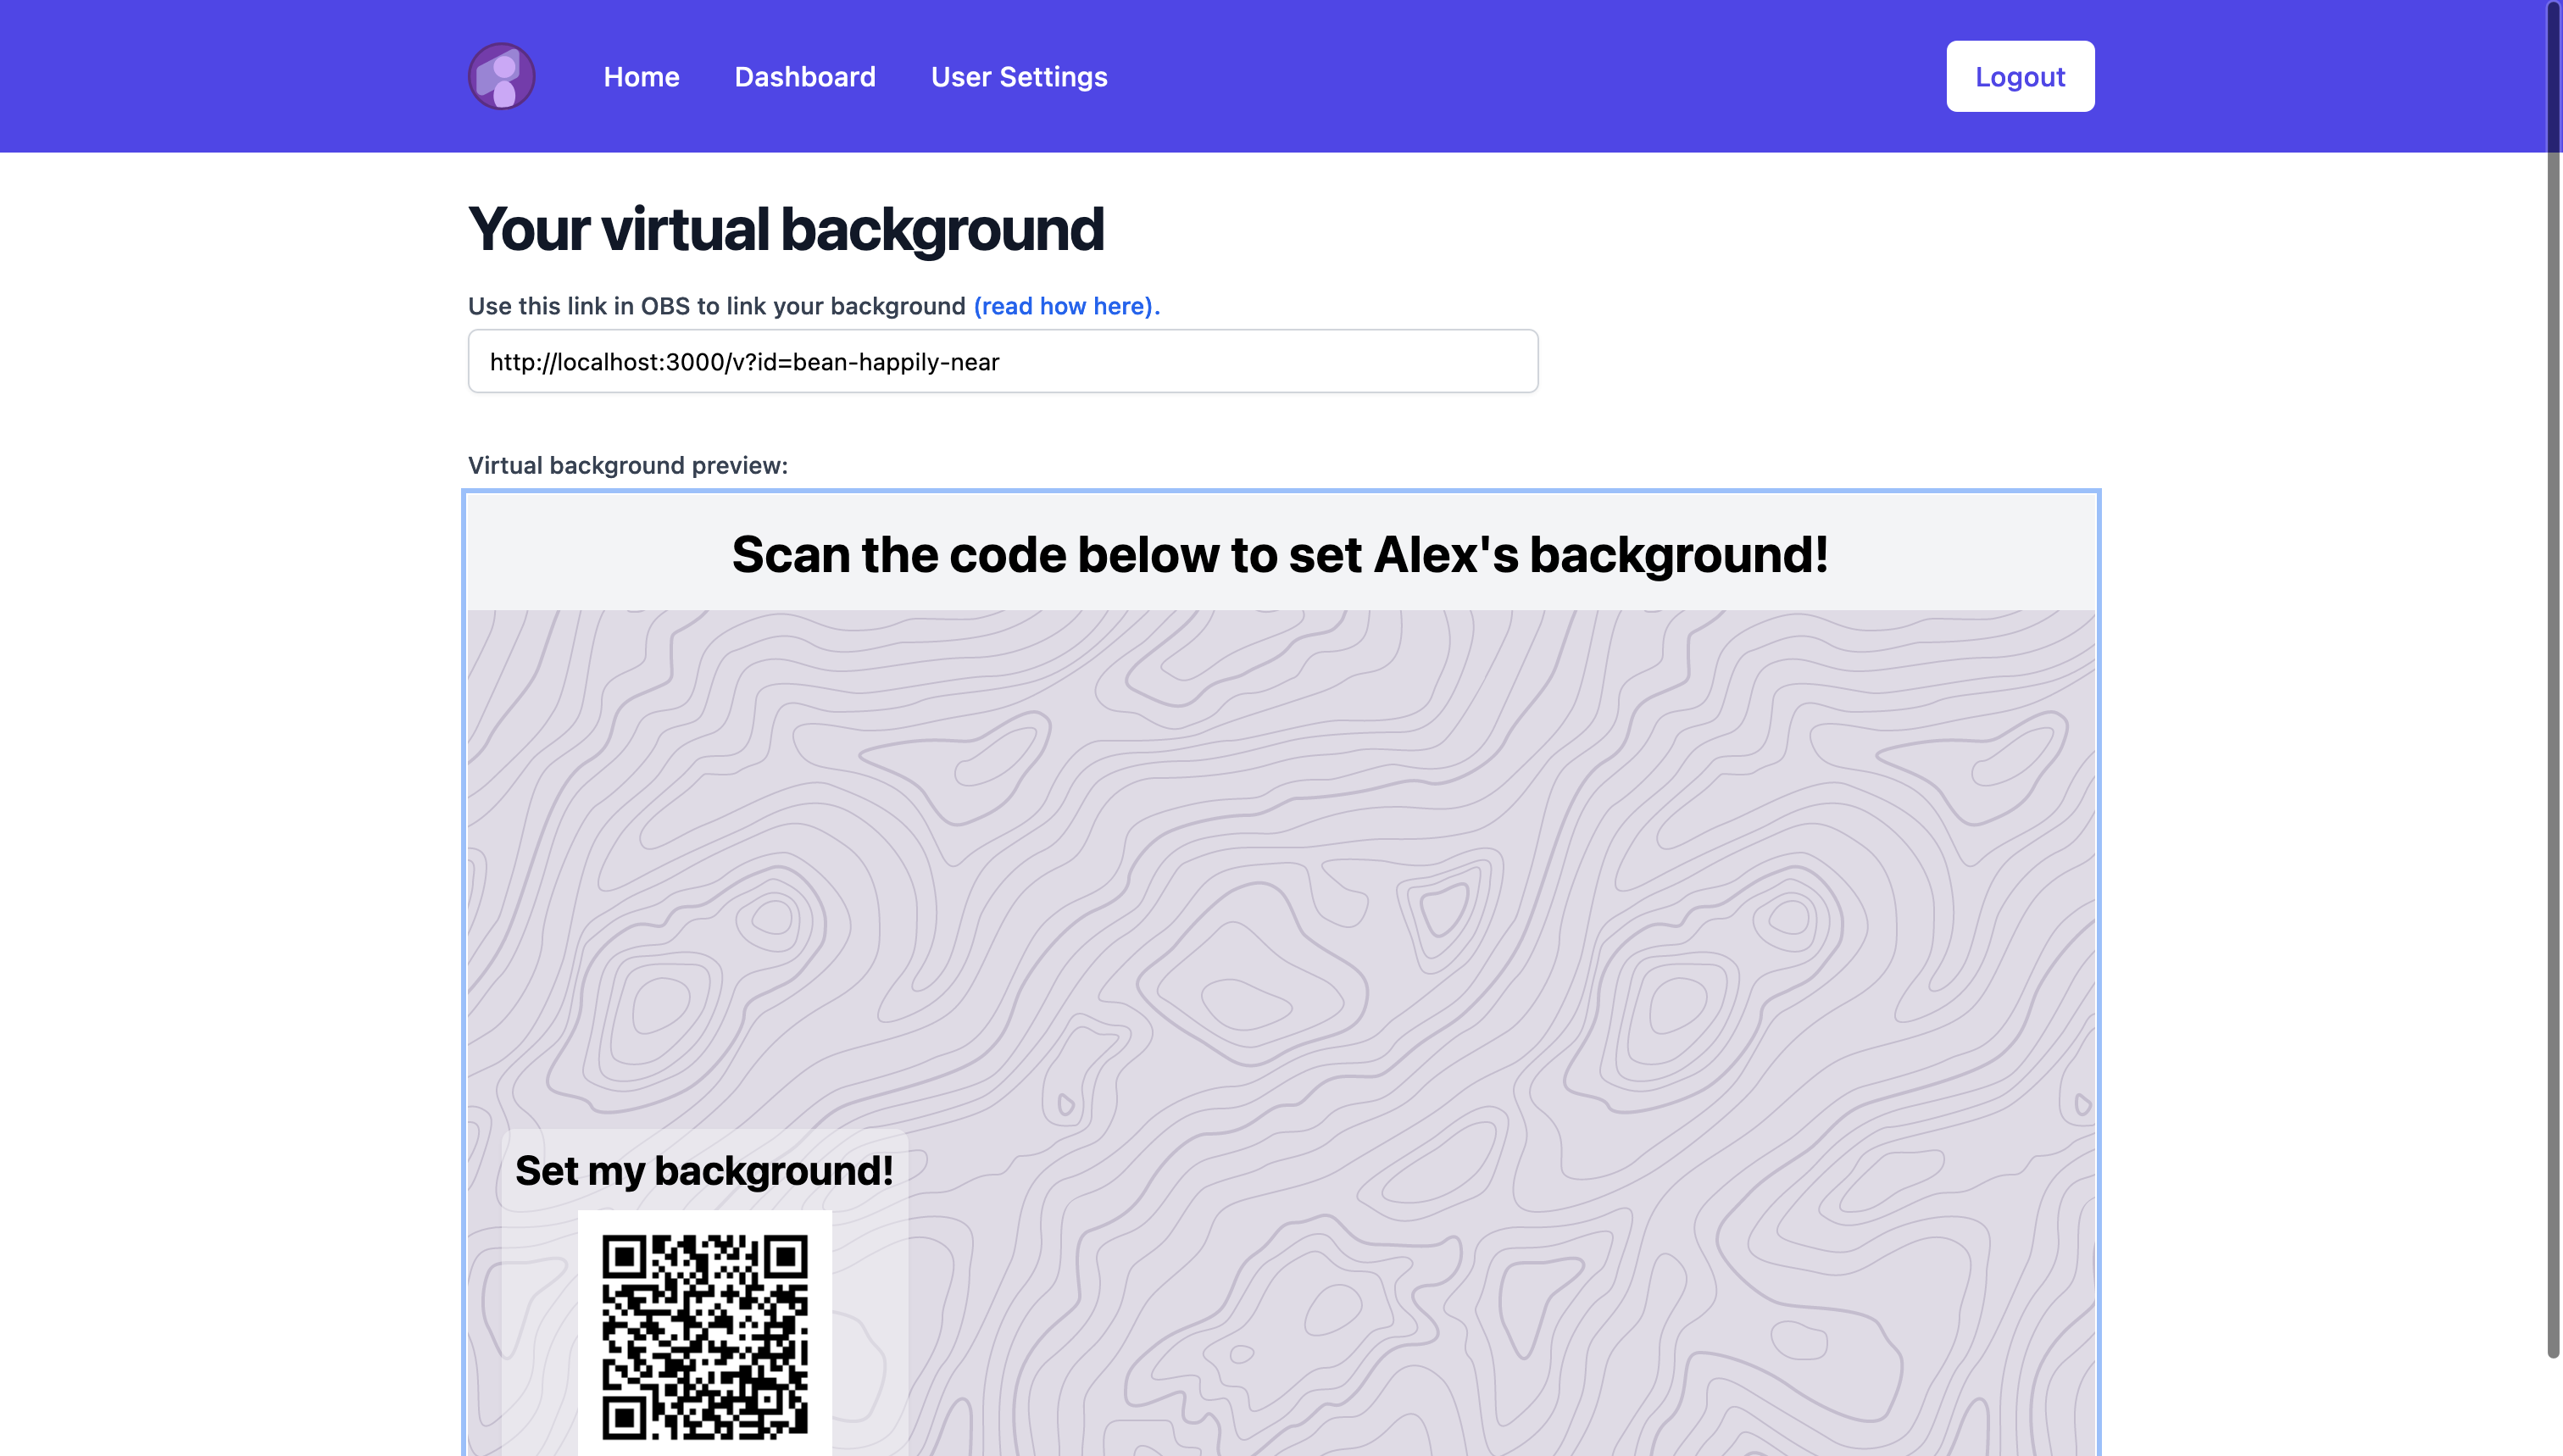 Home Dashboard User Settings Logout
Your virtual background
Use this link in OBS to link your background (read how here).
http://localhost:3000/v?id=bean-happily-near
Virtual background preview:
Scan the code below to set Alex's background!
Set my background!